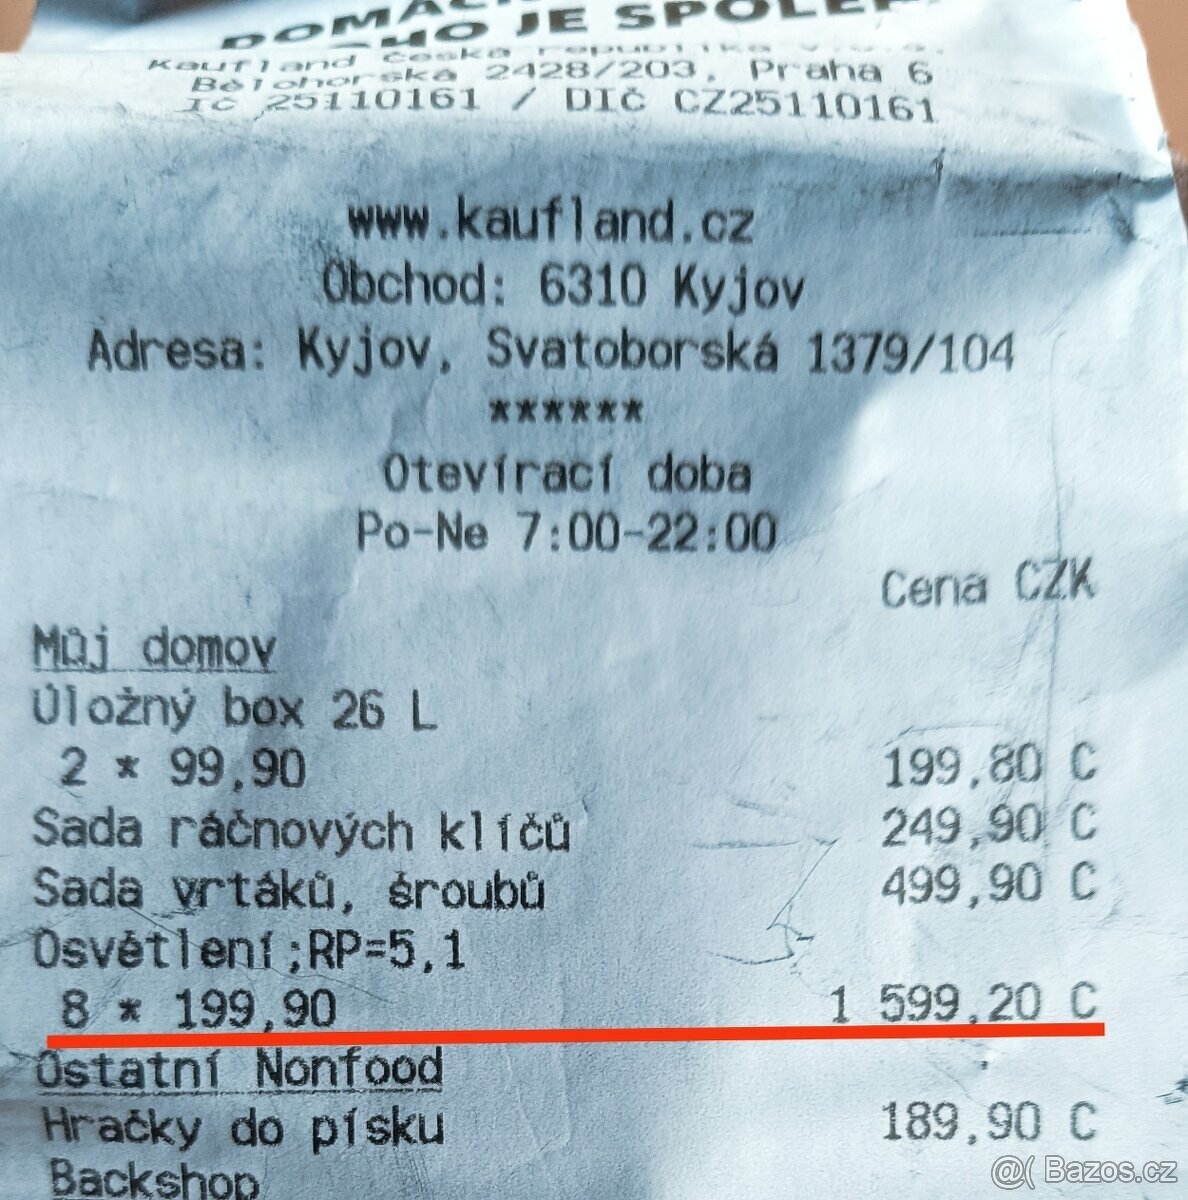 HO JE SPOLE
Kaufland česká republika v.o.s.
Bělohorská 2428/203, Praha 6
IČ 25110161 / DIČ CZ25110161
www.kaufland.cz
Obchod: 6310 Kyjov
Adresa: Kyjov, Svatoborská 1379/104
******
Otevírací doba
Po-Ne 7:00-22:00
Cena CZK
Můj domov
Úložný box 26 L
2 * 99,90 199,80 C
Sada ráčnových klíčů 249,90 C
Sada vrtáků, šroubů 499,90 C
Osvětlení;RP=5,1
8 * 199,90 1 599,20 C
Ostatní Nonfood
Hračky do písku 189,90 C
Backshop
@( Bazos.cz